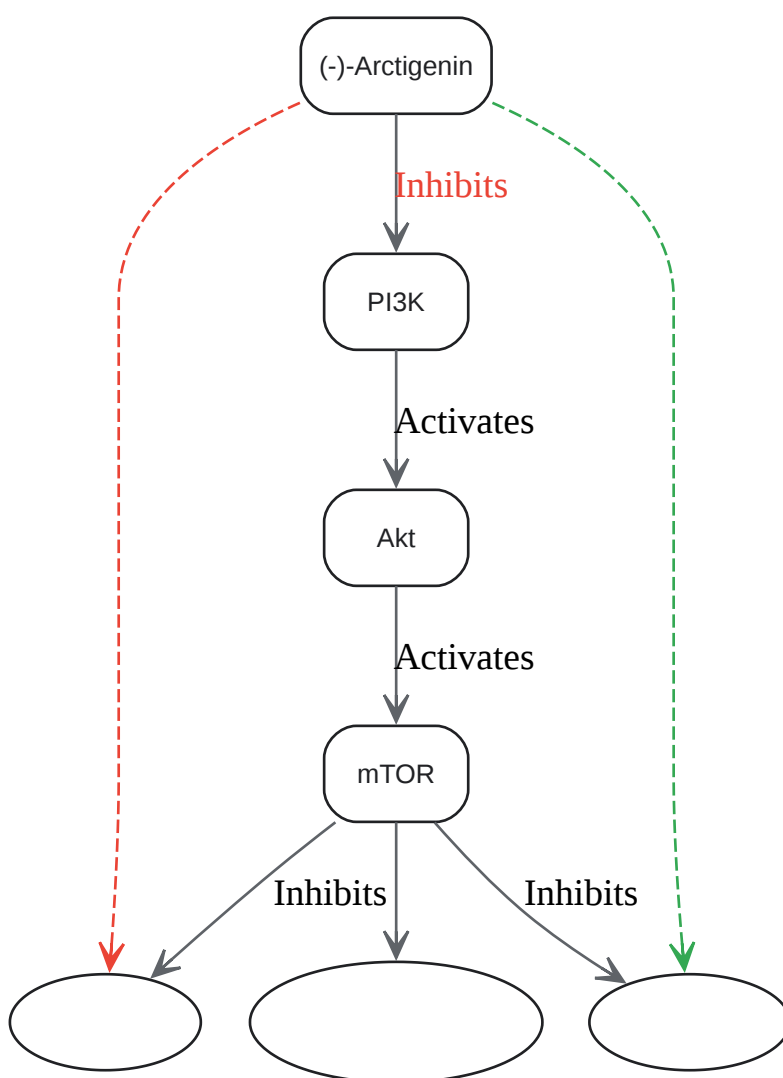 (-)-Arctigenin
Inhibits
PI3K
Activates
Akt
Activates
mTOR
Inhibits
Inhibits